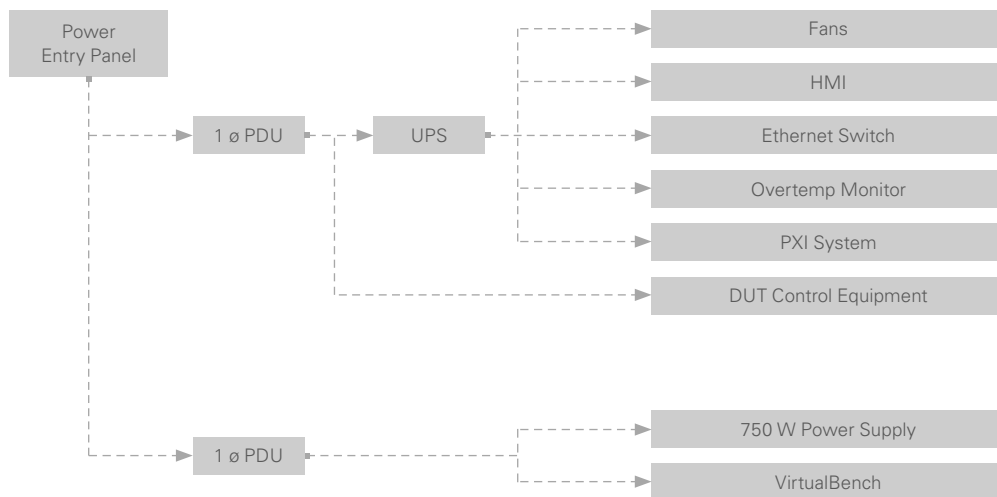 Power
Entry Panel
Fans
HMI
1 ø PDU
UPS
Ethernet Switch
Overtemp Monitor
PXI System
DUT Control Equipment
750 W Power Supply
1 ø PDU
VirtualBench